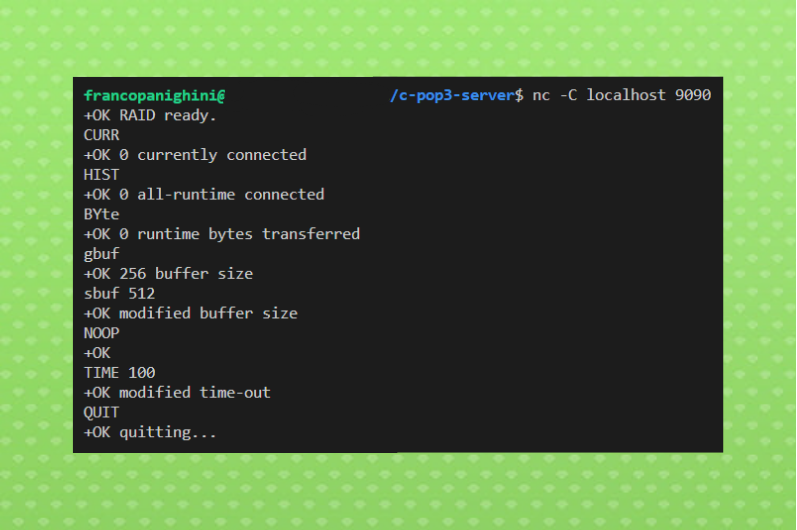 francopanighini@ /c-pop3-server$ nc -C localhost 9090
+OK RAID ready.
CURR
+OK 0 currently connected
HIST
+OK 0 all-runtime connected
BYte
+OK 0 runtime bytes transferred
gbuf
+OK 256 buffer size
sbuf 512
+OK modified buffer size
NOOP
+OK
TIME 100
+OK modified time-out
QUIT
+OK quitting...